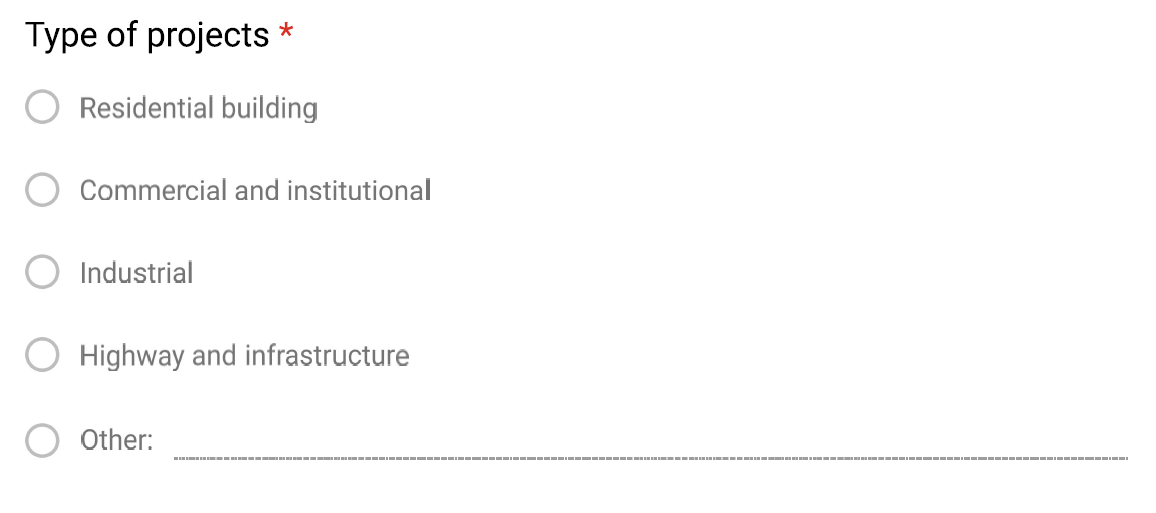 Type of projects *
Residential building
Commercial and institutional
Industrial
Highway and infrastructure
Other: